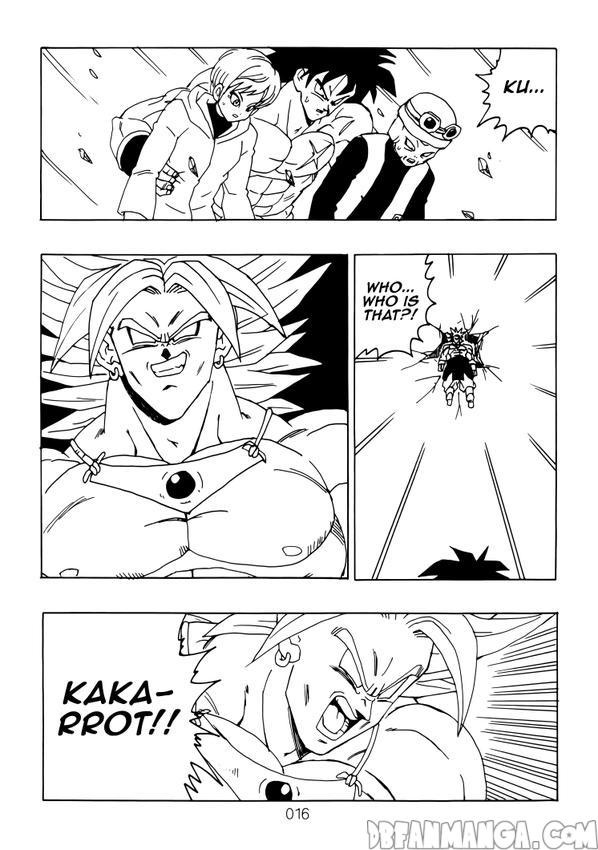 KU...
WHO...
WHO IS
THAT?!
KAKA-
RROT!!
016
DBFANMANGA.COM